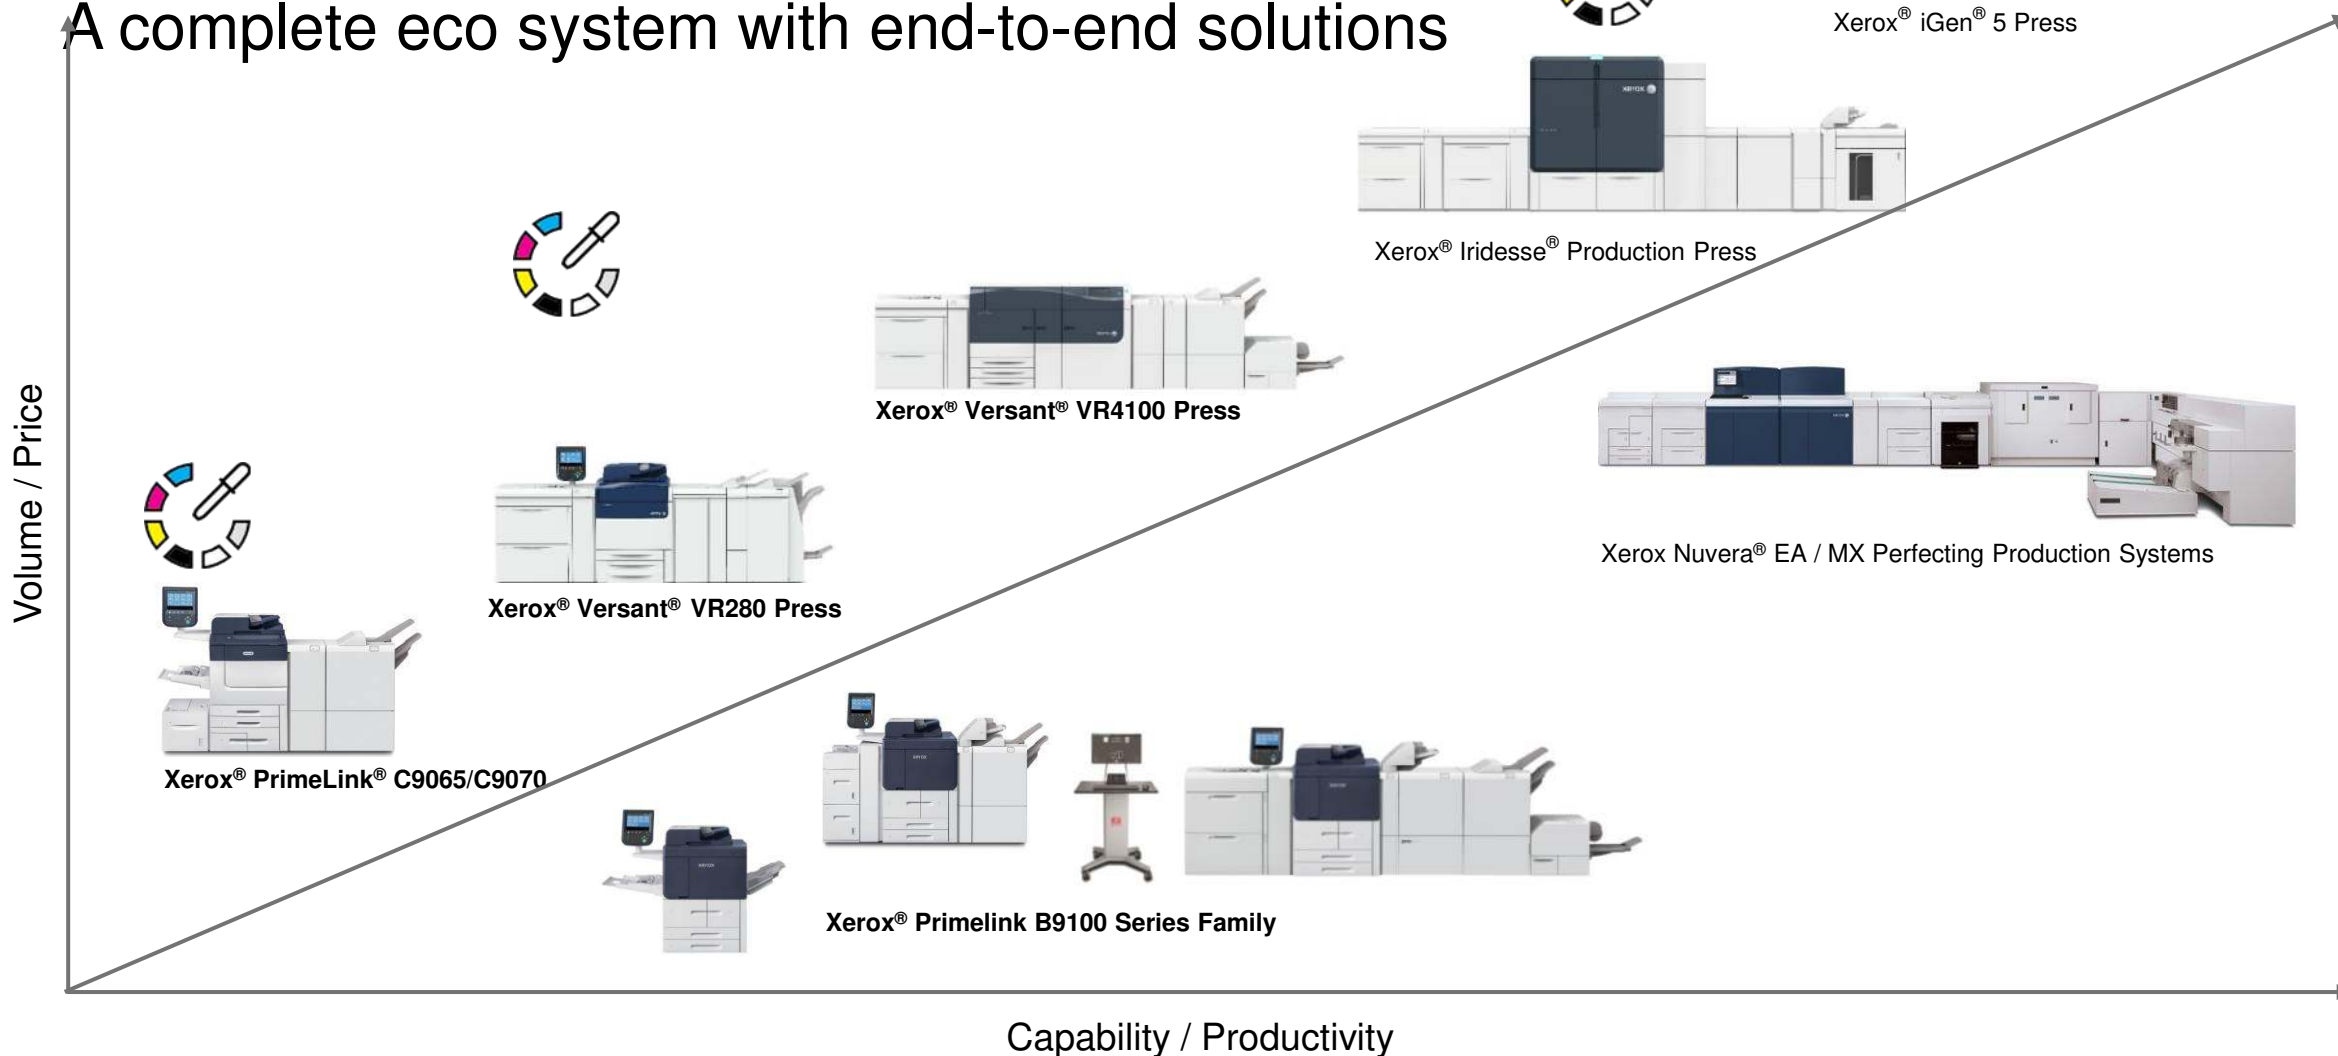 A complete eco system with end-to-end solutions
Xerox® iGen® 5 Press
xerox
Xerox® Iridesse® Production Press
Xerox® Versant® VR4100 Press
Volume / Price
Xerox Nuvera® EA / MX Perfecting Production Systems
Xerox® Versant® VR280 Press
Xerox® PrimeLink® C9065/C9070
Xerox® Primelink B9100 Series Family
Capability / Productivity